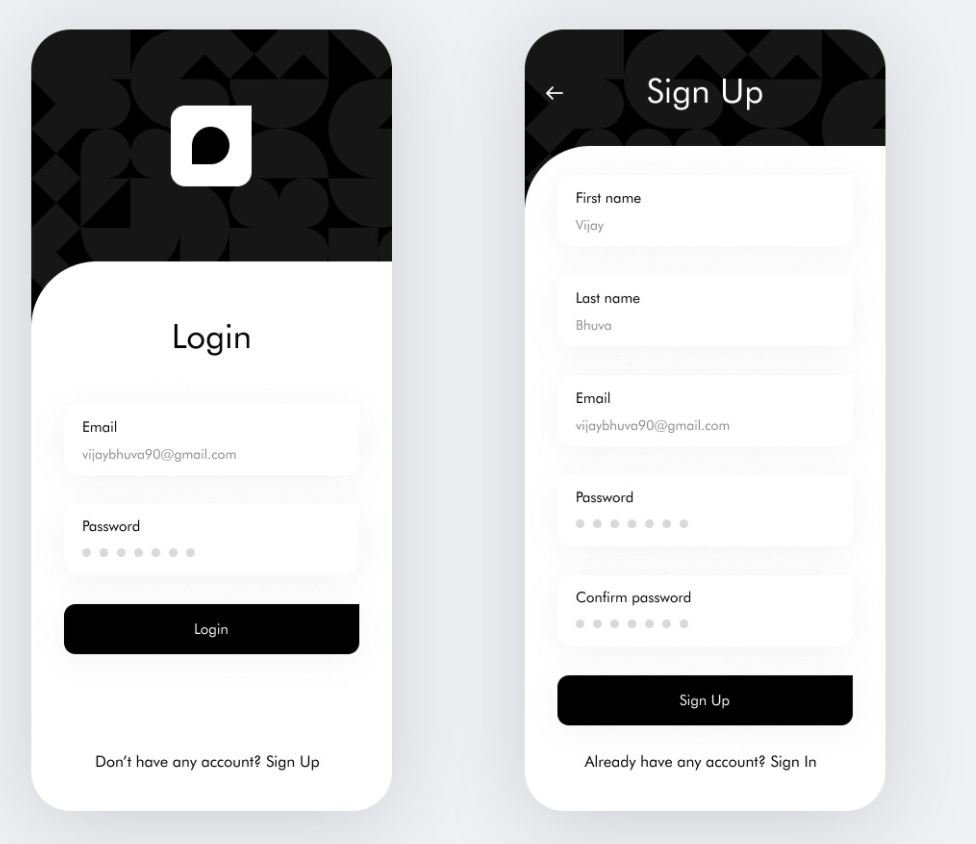 Login
Email
vijaybhuva90@gmail.com
Password
Login
Don't have any account? Sign Up
Sign Up
First name
Vijay
Last name
Bhuva
Email
vijaybhuva90@gmail.com
Password
Confirm password
Sign Up
Already have any account? Sign In